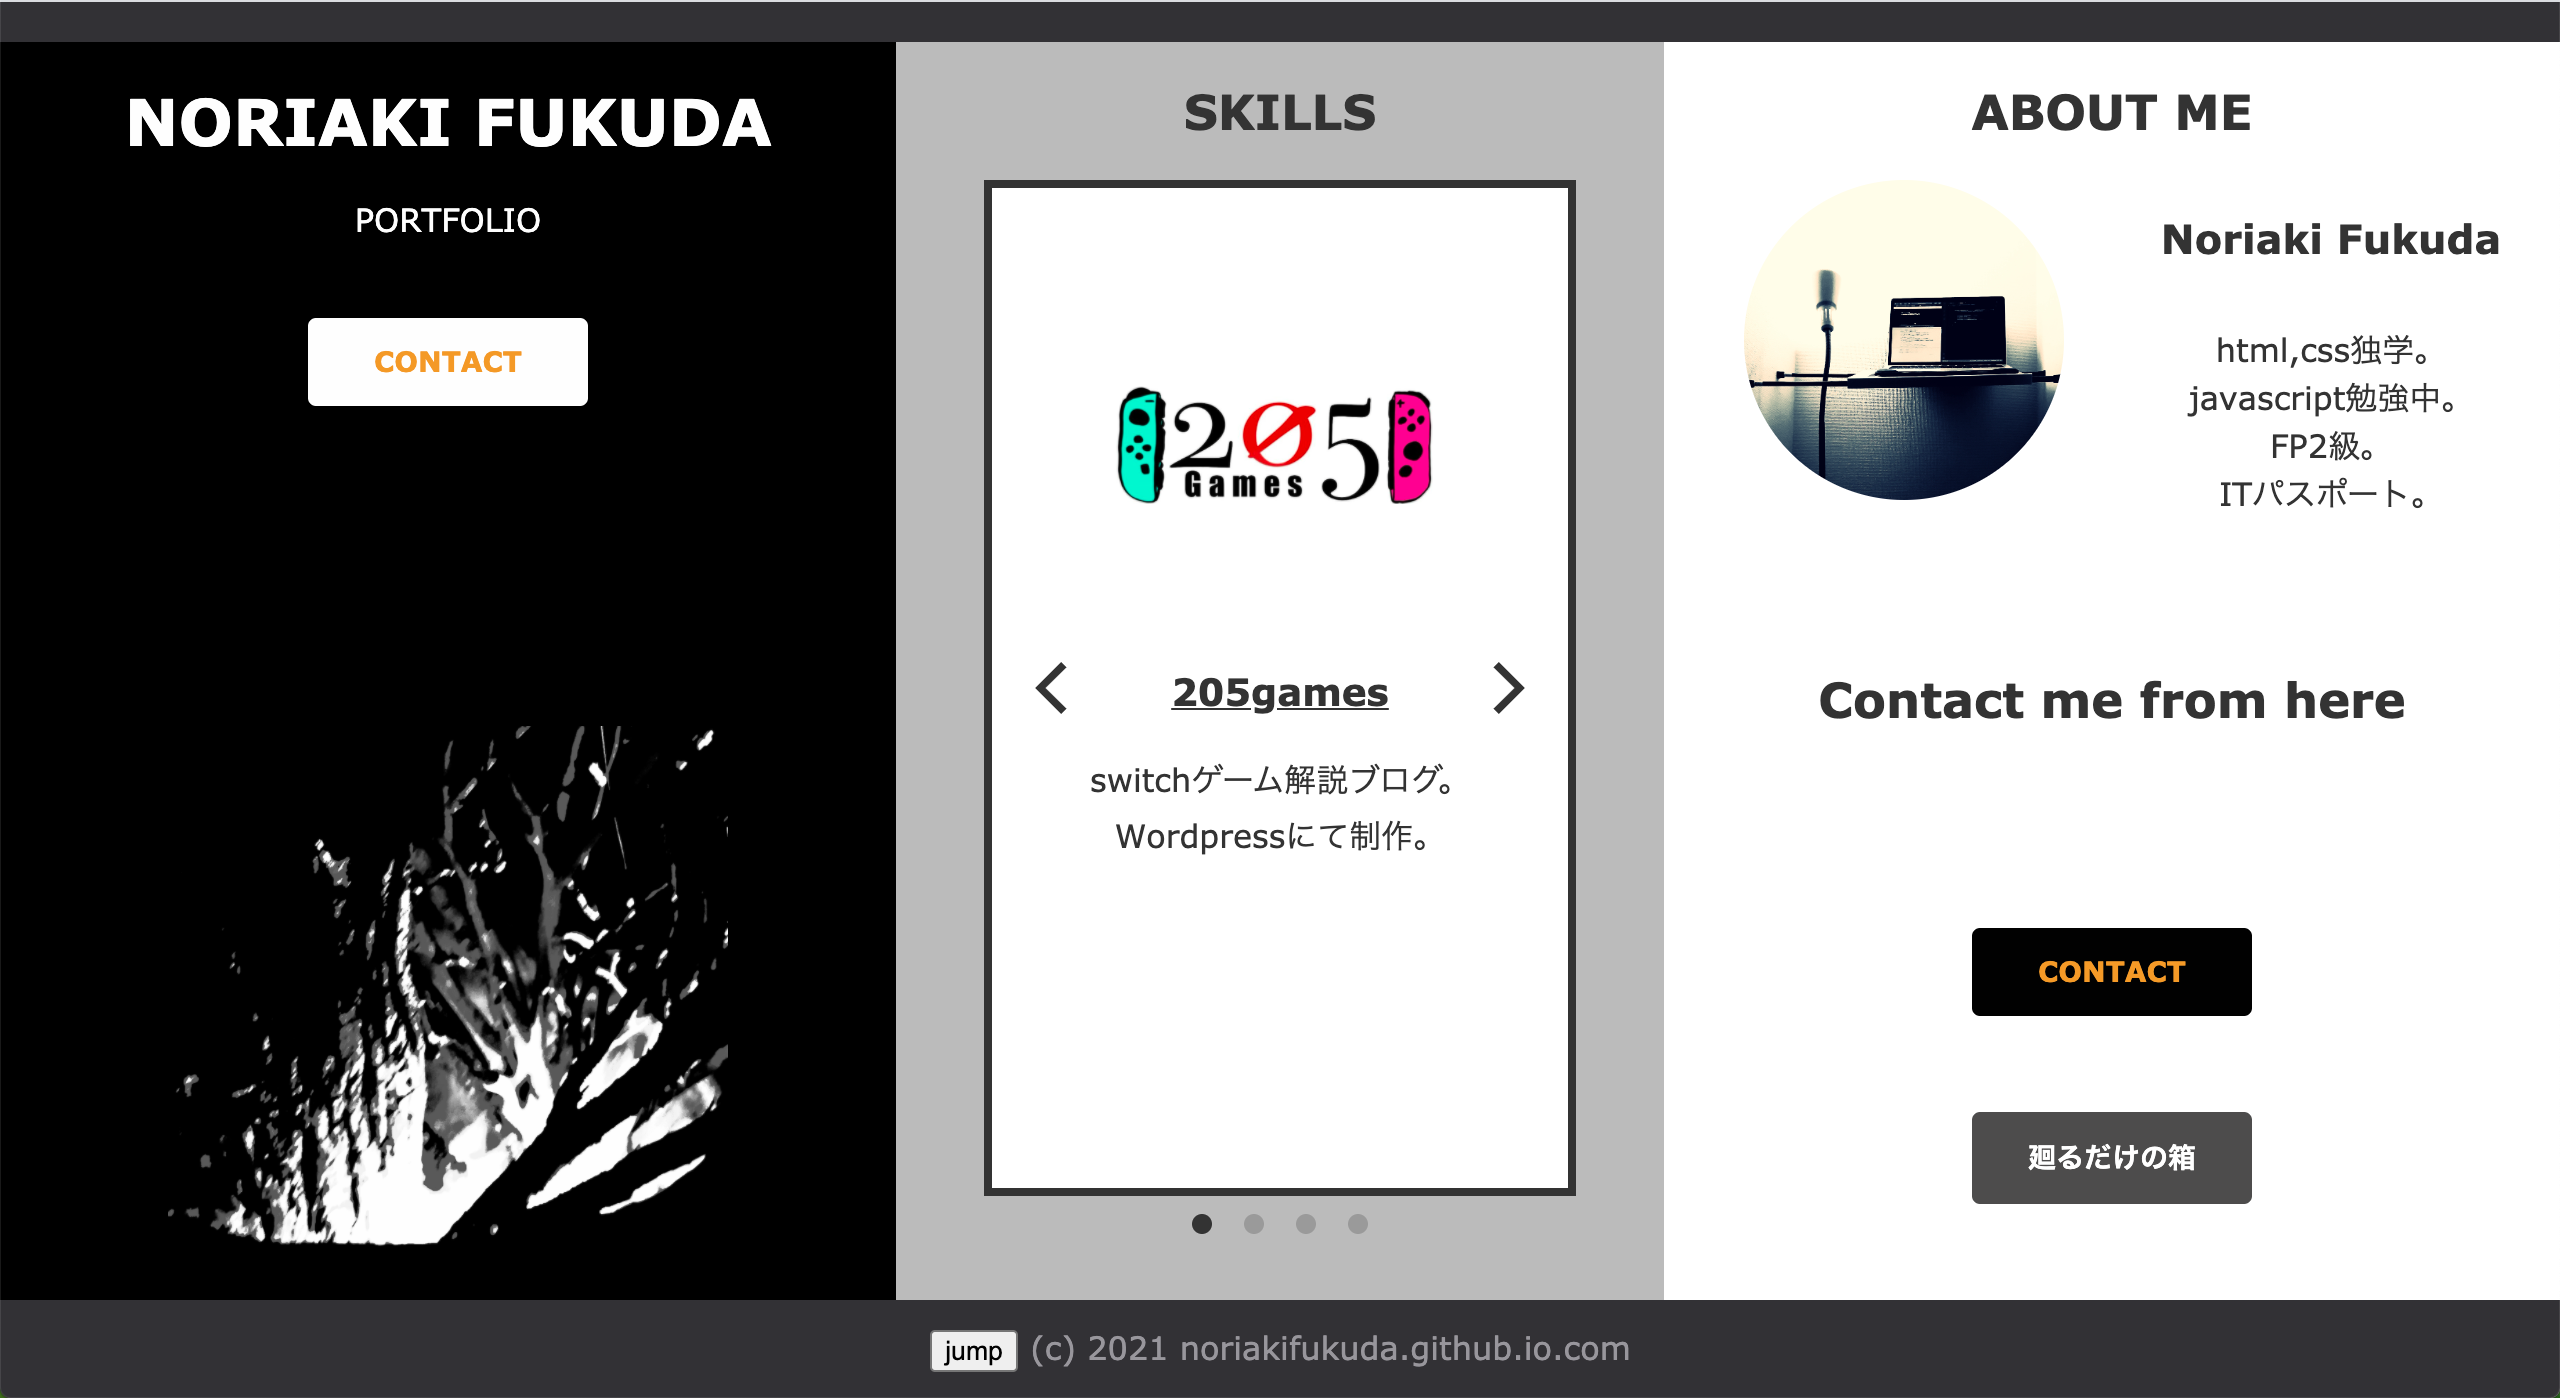 NORIAKI FUKUDA
PORTFOLIO
CONTACT
SKILLS
205
Games
205games
switchゲーム解説ブログ。
Wordpressにて制作。
ABOUT ME
Noriaki Fukuda
html,css独学。
javascript勉強中。
FP2級。
ITパスポート。
Contact me from here
CONTACT
廻るだけの箱
jump (c) 2021 noriakifukuda.github.io.com